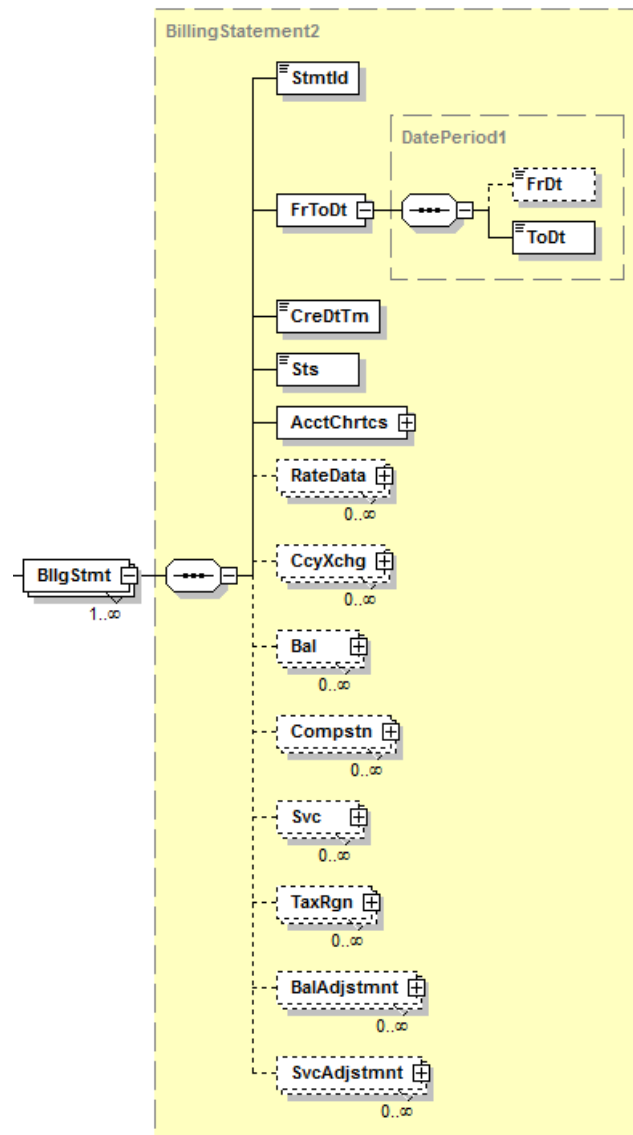 BillingStatement2
StmtId
DatePeriod1
FrDt
FrToDt
ToDt
CreDtTm
Sts
AcctChrtcs
RateData
0..∞
CcyXchg
0..∞
BllgStmt
1..∞
Bal
0..∞
Compstn
0..∞
Svc
0..∞
TaxRgn
0..∞
BalAdjstmnt
0..∞
SvcAdjstmnt
0..∞